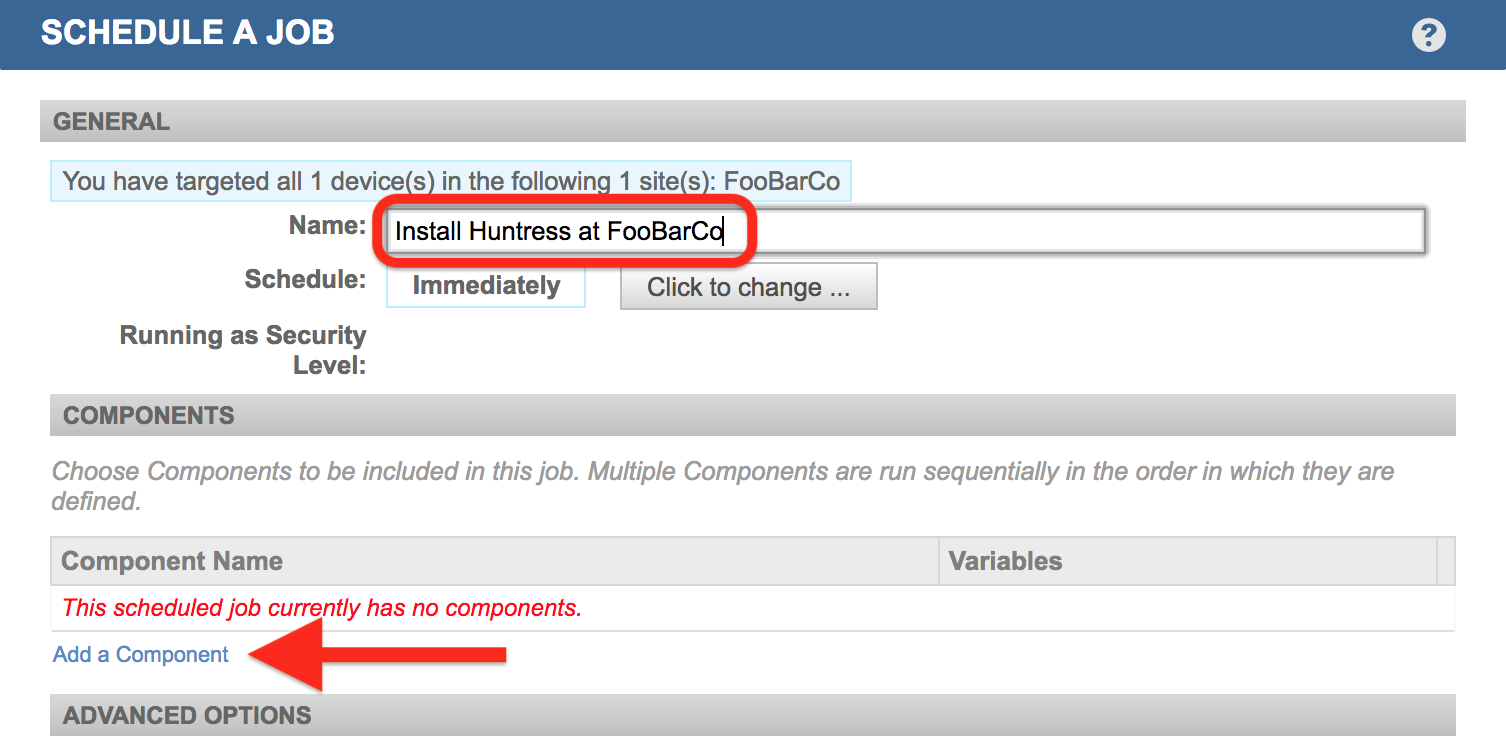 SCHEDULE A JOB
?
GENERAL
You have targeted all 1 device(s) in the following 1 site(s): FooBarCo
Name: Install Huntress at FooBarCo
Schedule: Immediately Click to change ...
Running as Security
Level:
COMPONENTS
Choose Components to be included in this job. Multiple Components are run sequentially in the order in which they are
defined.
Component Name Variables
This scheduled job currently has no components.
Add a Component
ADVANCED OPTIONS